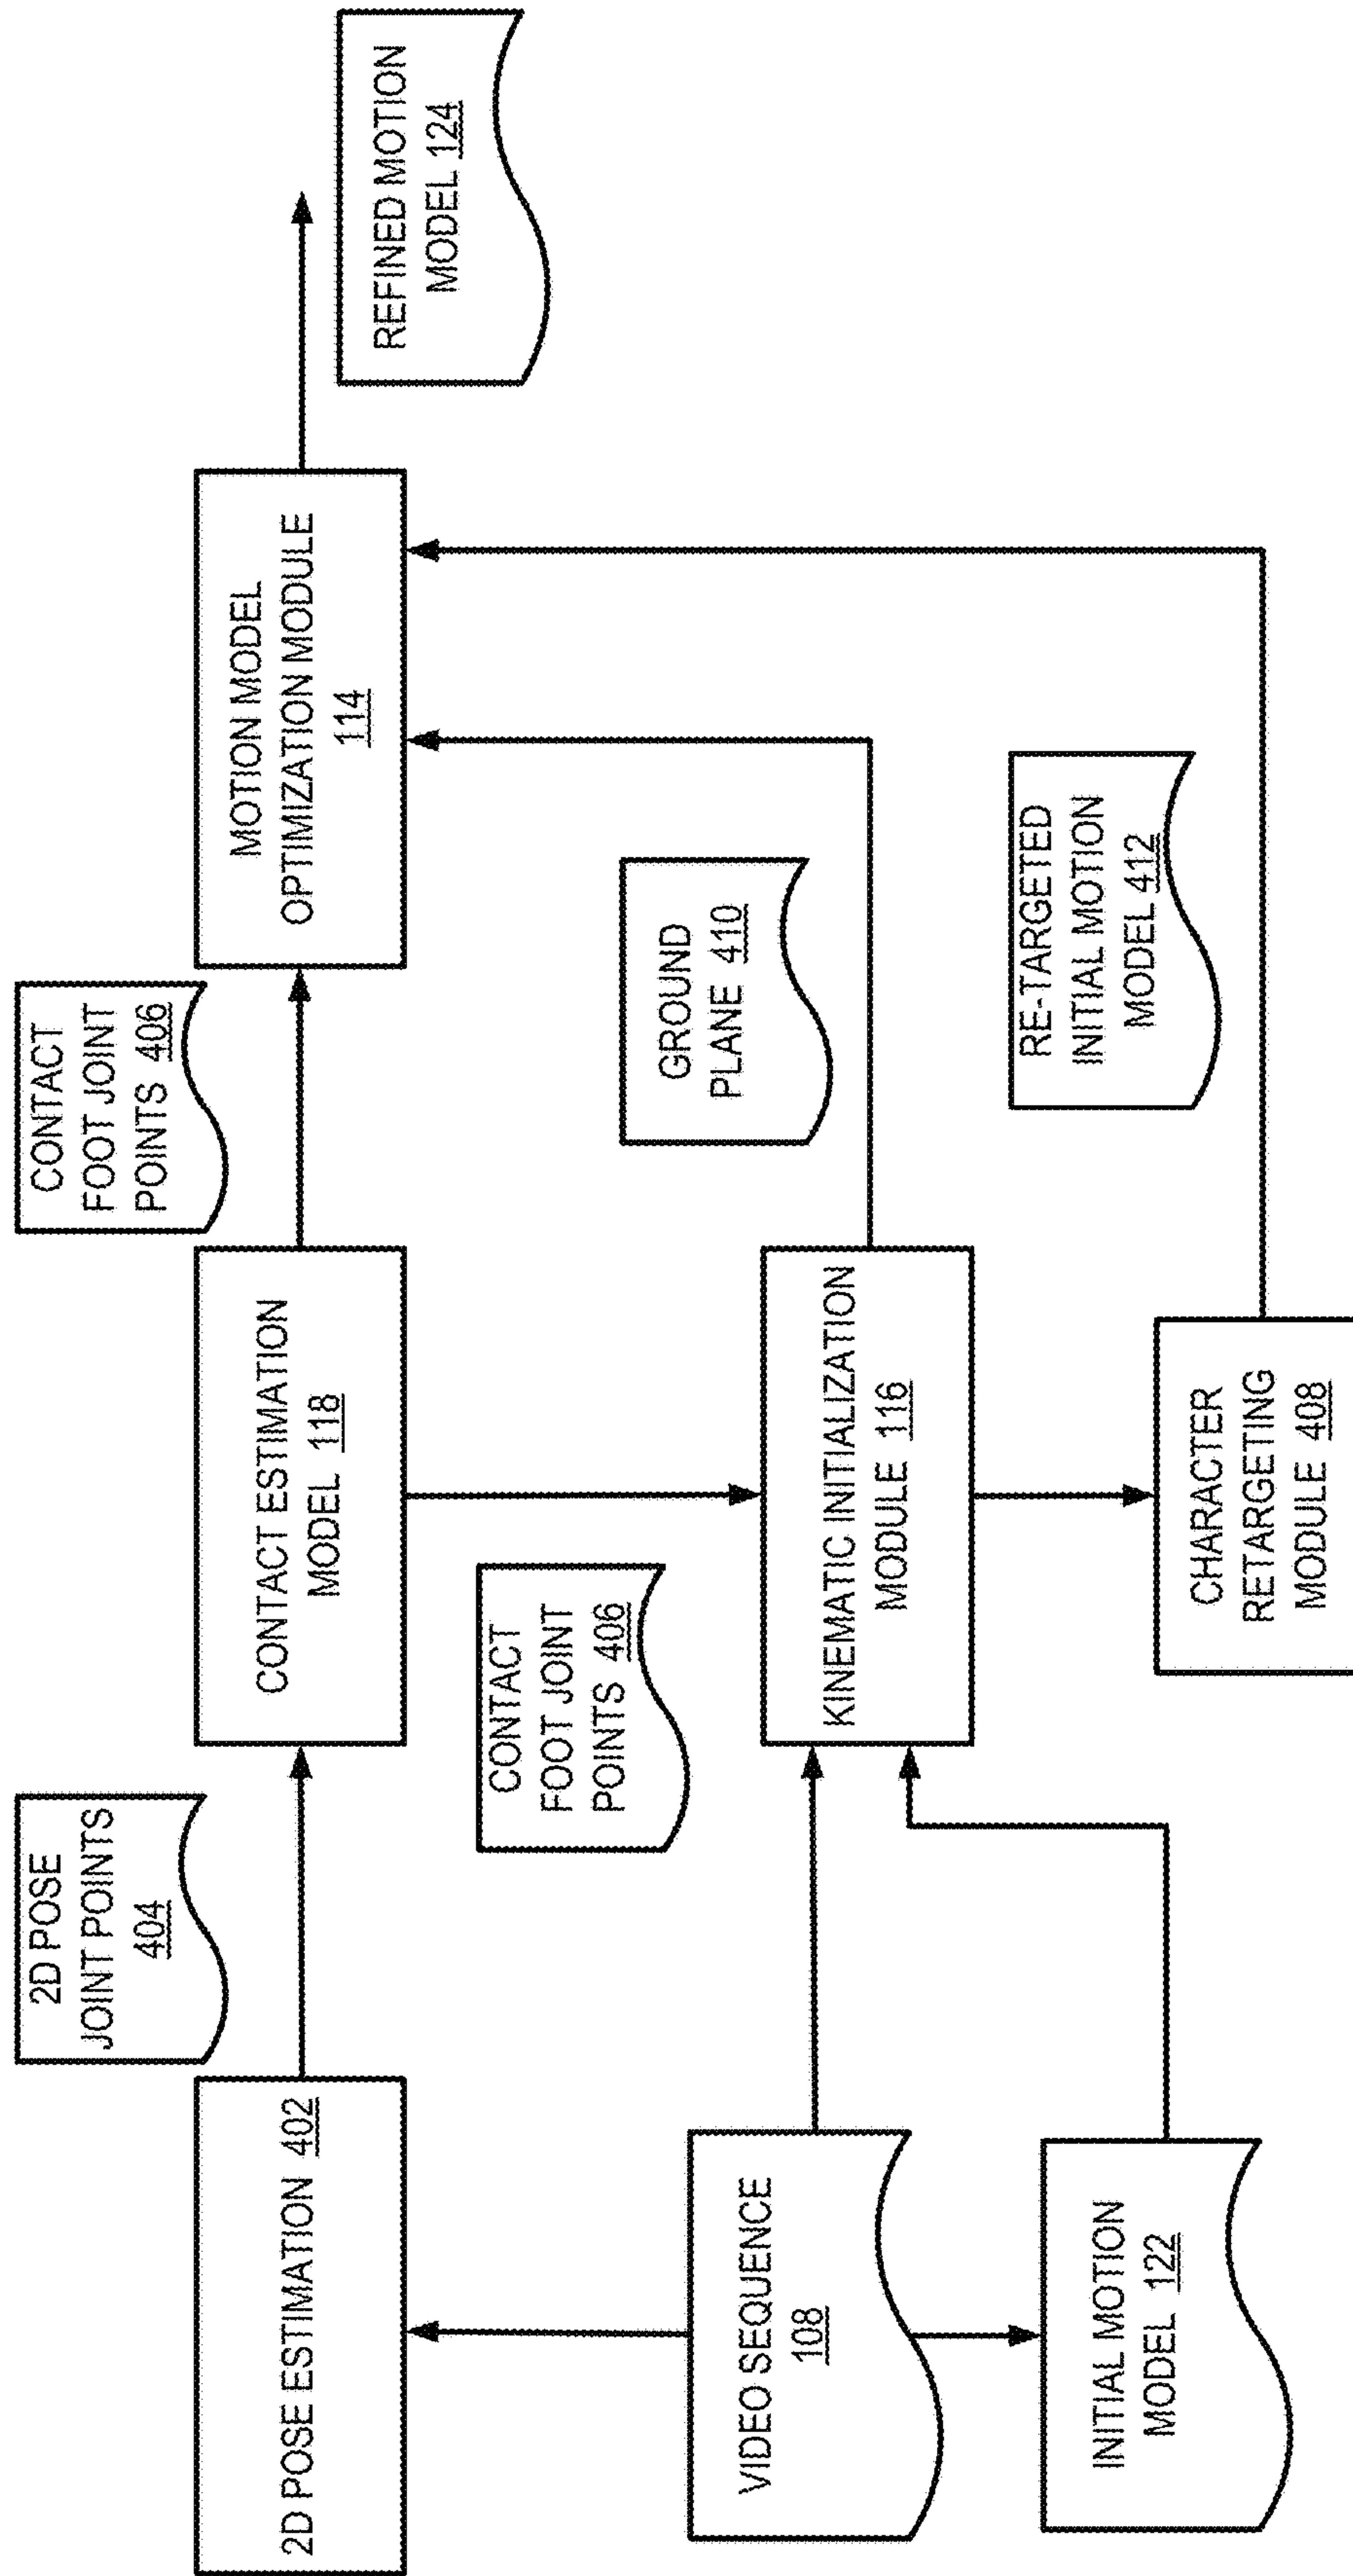 2D POSE ESTIMATION 402
2D POSE
JOINT POINTS
404
CONTACT ESTIMATION
MODEL 118
CONTACT
FOOT JOINT
POINTS 406
MOTION MODEL
OPTIMIZATION MODULE
114
REFINED MOTION
MODEL 124
VIDEO SEQUENCE
108
CONTACT
FOOT JOINT
POINTS 406
KINEMATIC INITIALIZATION
MODULE 116
GROUND
PLANE 410
INITIAL MOTION
MODEL 122
CHARACTER
RETARGETING
MODULE 408
RE-TARGETED
INITIAL MOTION
MODEL 412